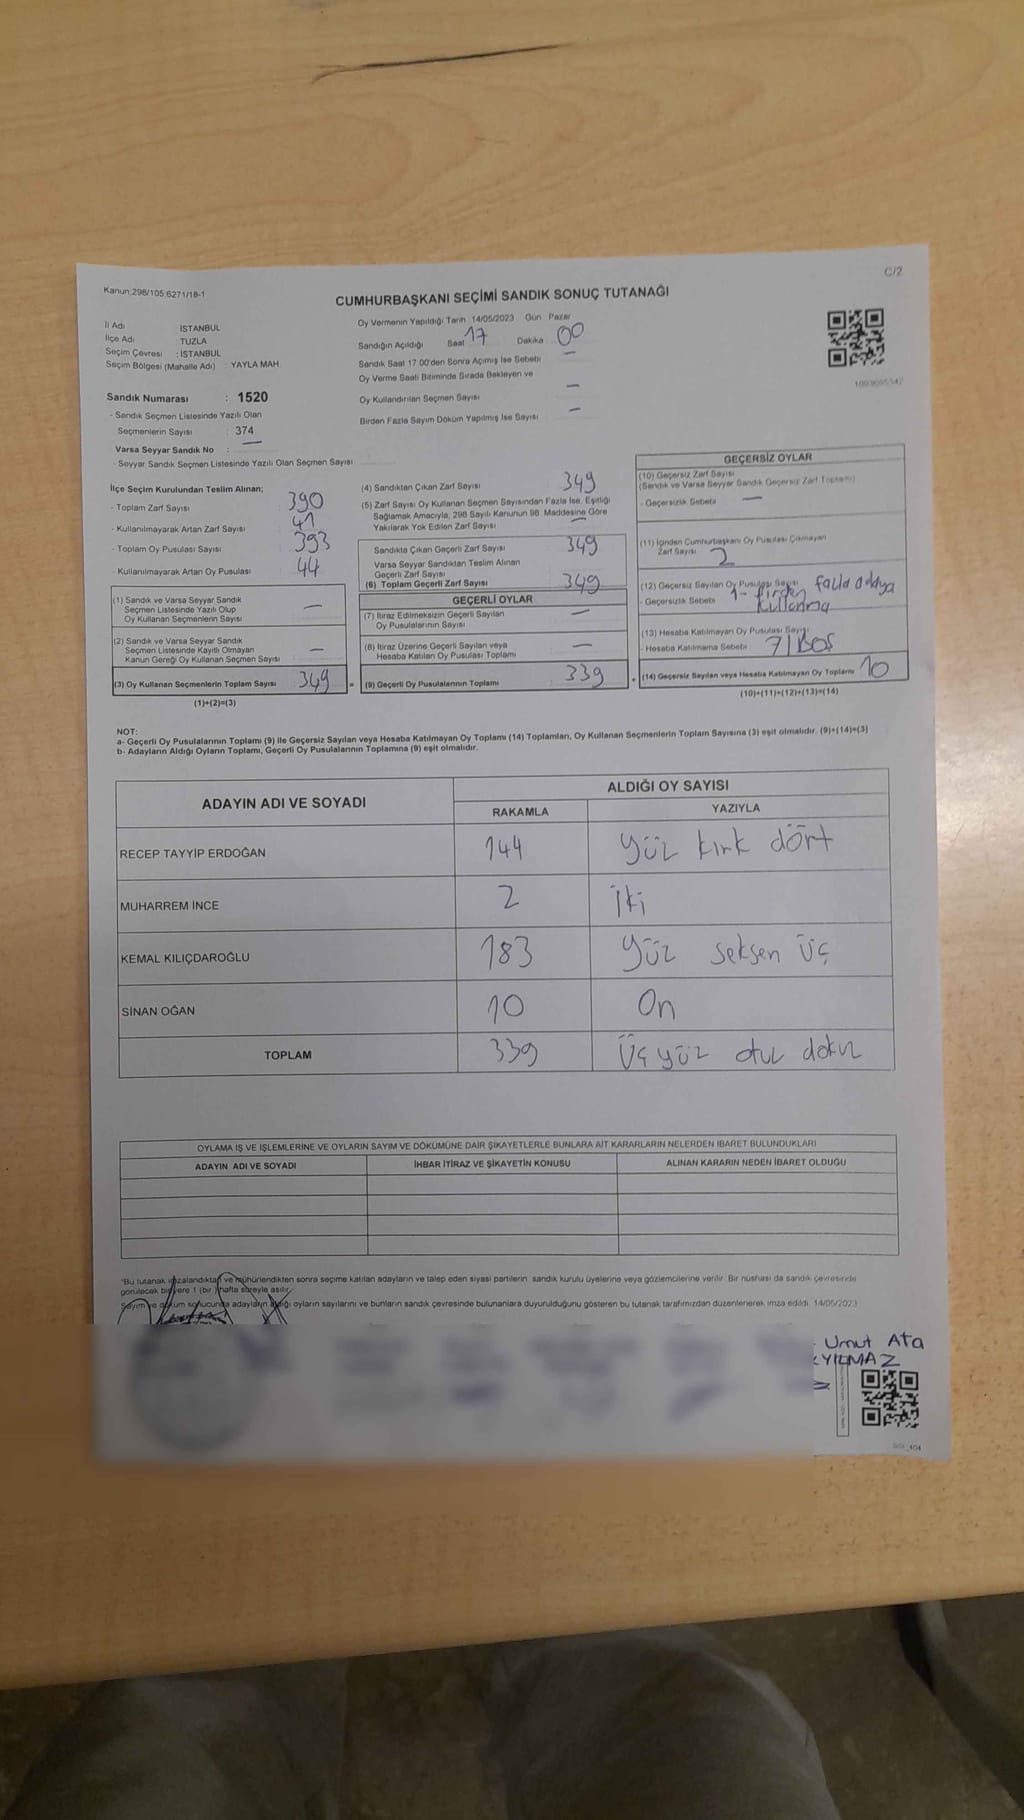 C/2
Kanun:298/105;6271/18-1
CUMHURBAŞKANI SEÇİMİ SANDIK SONUÇ TUTANAĞI
İl Adı İSTANBUL
İlçe Adı TUZLA
Seçim Çevresi : İSTANBUL
Seçim Bölgesi (Mahalle Adı) : YAYLA MAH
Sandık Numarası : 1520
- Sandık Seçmen Listesinde Yazılı Olan
Seçmenlerin Sayısı : 374
Varsa Seyyar Sandık No : —
- Seyyar Sandık Seçmen Listesinde Yazılı Olan Seçmen Sayısı
Oy Vermenin Yapıldığı Tarih 14/05/2023 Gün Pazar
Sandığın Açıldığı Saat 17 Dakika 00
Sandık Saat 17:00'den Sonra Açımış İse Sebebi —
Oy Verme Saati Bitiminde Sırada Bekleyen ve
Oy Kullandırılan Seçmen Sayısı —
Birden Fazla Sayım Döküm Yapılmış İse Sayısı —
İlçe Seçim Kurulundan Teslim Alınan;
- Toplam Zarf Sayısı 390
- Kullanılmayarak Artan Zarf Sayısı 41
- Toplam Oy Pusulası Sayısı 393
- Kullanılmayarak Artan Oy Pusulası 44
(1) Sandık ve Varsa Seyyar Sandık
Seçmen Listesinde Yazılı Olup
Oy Kullanan Seçmenlerin Sayısı —
(2) Sandık ve Varsa Seyyar Sandık
Seçmen Listesinde Kayıtlı Olmayan
Kanun Gereği Oy Kullanan Seçmen Sayısı —
(3) Oy Kullanan Seçmenlerin Toplam Sayısı 349 =
(1)+(2)=(3)
(4) Sandıktan Çıkan Zarf Sayısı 349
(5) Zarf Sayısı Oy Kullanan Seçmen Sayısından Fazla İse, Eşitliği
Sağlamak Amacıyla, 298 Sayılı Kanunun 98. Maddesine Göre
Yakılarak Yok Edilen Zarf Sayısı —
Sandıkta Çıkan Geçerli Zarf Sayısı 349
Varsa Seyyar Sandıktan Teslim Alınan
Geçerli Zarf Sayısı
(6) Toplam Geçerli Zarf Sayısı 349
GEÇERLİ OYLAR
(7) İtiraz Edilmeksizin Geçerli Sayılan
Oy Pusulalarının Sayısı —
(8) İtiraz Üzerine Geçerli Sayılan veya
Hesaba Katılan Oy Pusulası Toplamı —
(9) Geçerli Oy Pusulalarının Toplamı 339 +
GEÇERSİZ OYLAR
(10) Geçersiz Zarf Sayısı
(Sandık ve Varsa Seyyar Sandık Geçersiz Zarf Toplamı)
- Geçersizlik Sebebi —
(11) İçinden Cumhurbaşkanı Oy Pusulası Çıkmayan
Zarf Sayısı 2
(12) Geçersiz Sayılan Oy Pusulası Sayısı
- Geçersizlik Sebebi 1- Birden fazla
kullanma
(13) Hesaba Katılmayan Oy Pusulası Sayısı
- Hesaba Katılmama Sebebi 7/BOŞ
(14) Geçersiz Sayılan veya Hesaba Katılmayan Oy Toplamı 10
(10)+(11)+(12)+(13)=(14)
NOT:
a- Geçerli Oy Pusulalarının Toplamı (9) ile Geçersiz Sayılan veya Hesaba Katılmayan Oy Toplamı (14) Toplamları, Oy Kullanan Seçmenlerin Toplam Sayısına (3) eşit olmalıdır. (9)+(14)=(3)
b- Adayların Aldığı Oyların Toplamı, Geçerli Oy Pusulalarının Toplamına (9) eşit olmalıdır.
ADAYIN ADI VE SOYADI
ALDIĞI OY SAYISI
RAKAMLA YAZIYLA
RECEP TAYYİP ERDOĞAN 144 Yüz kırk dört
MUHARREM İNCE 2 İki
KEMAL KILIÇDAROĞLU 183 Yüz seksen üç
SİNAN OĞAN 10 On
TOPLAM 339 Üç yüz otuz dokuz
OYLAMA İŞ VE İŞLEMLERİNE VE OYLARIN SAYIM VE DÖKÜMÜNE DAİR ŞİKAYETLERLE BUNLARA AİT KARARLARIN NELERDEN İBARET BULUNDUKLARI
ADAYIN ADI VE SOYADI İHBAR İTİRAZ VE ŞİKAYETİN KONUSU ALINAN KARARIN NEDEN İBARET OLDUĞU
*Bu tutanak imzalandıktan ve mühürlendikten sonra seçime katılan adayların ve talep eden siyasi partilerin sandık kurulu üyelerine veya gözlemcilerine verilir. Bir nüshası da sandık çevresinde
görülecek bir yere 1 (bir) hafta süreyle asılır.
Sayım ve döküm sonucunda adayların aldığı oyların sayılarını ve bunların sandık çevresinde bulunanlara duyurulduğunu gösteren bu tutanak tarafımızdan düzenlenerek imza edildi. 14/05/2023
Umut Ata
YILMAZ